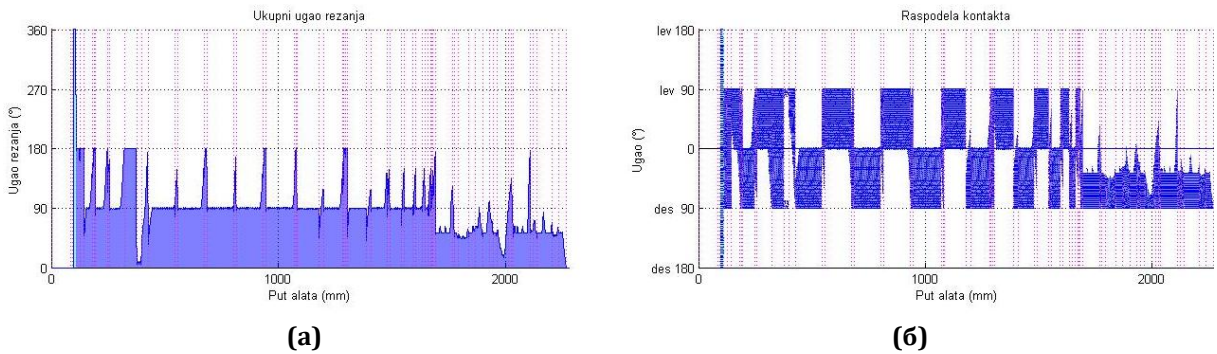 Ukupni ugao rezanja
360
270
180
90
0
Ugao rezanja (°)
0
1000
2000
Put alata (mm)
(а)
Raspodela kontakta
lev 180
lev 90
0
des 90
des 180
Ugao (°)
0
1000
2000
Put alata (mm)
(б)